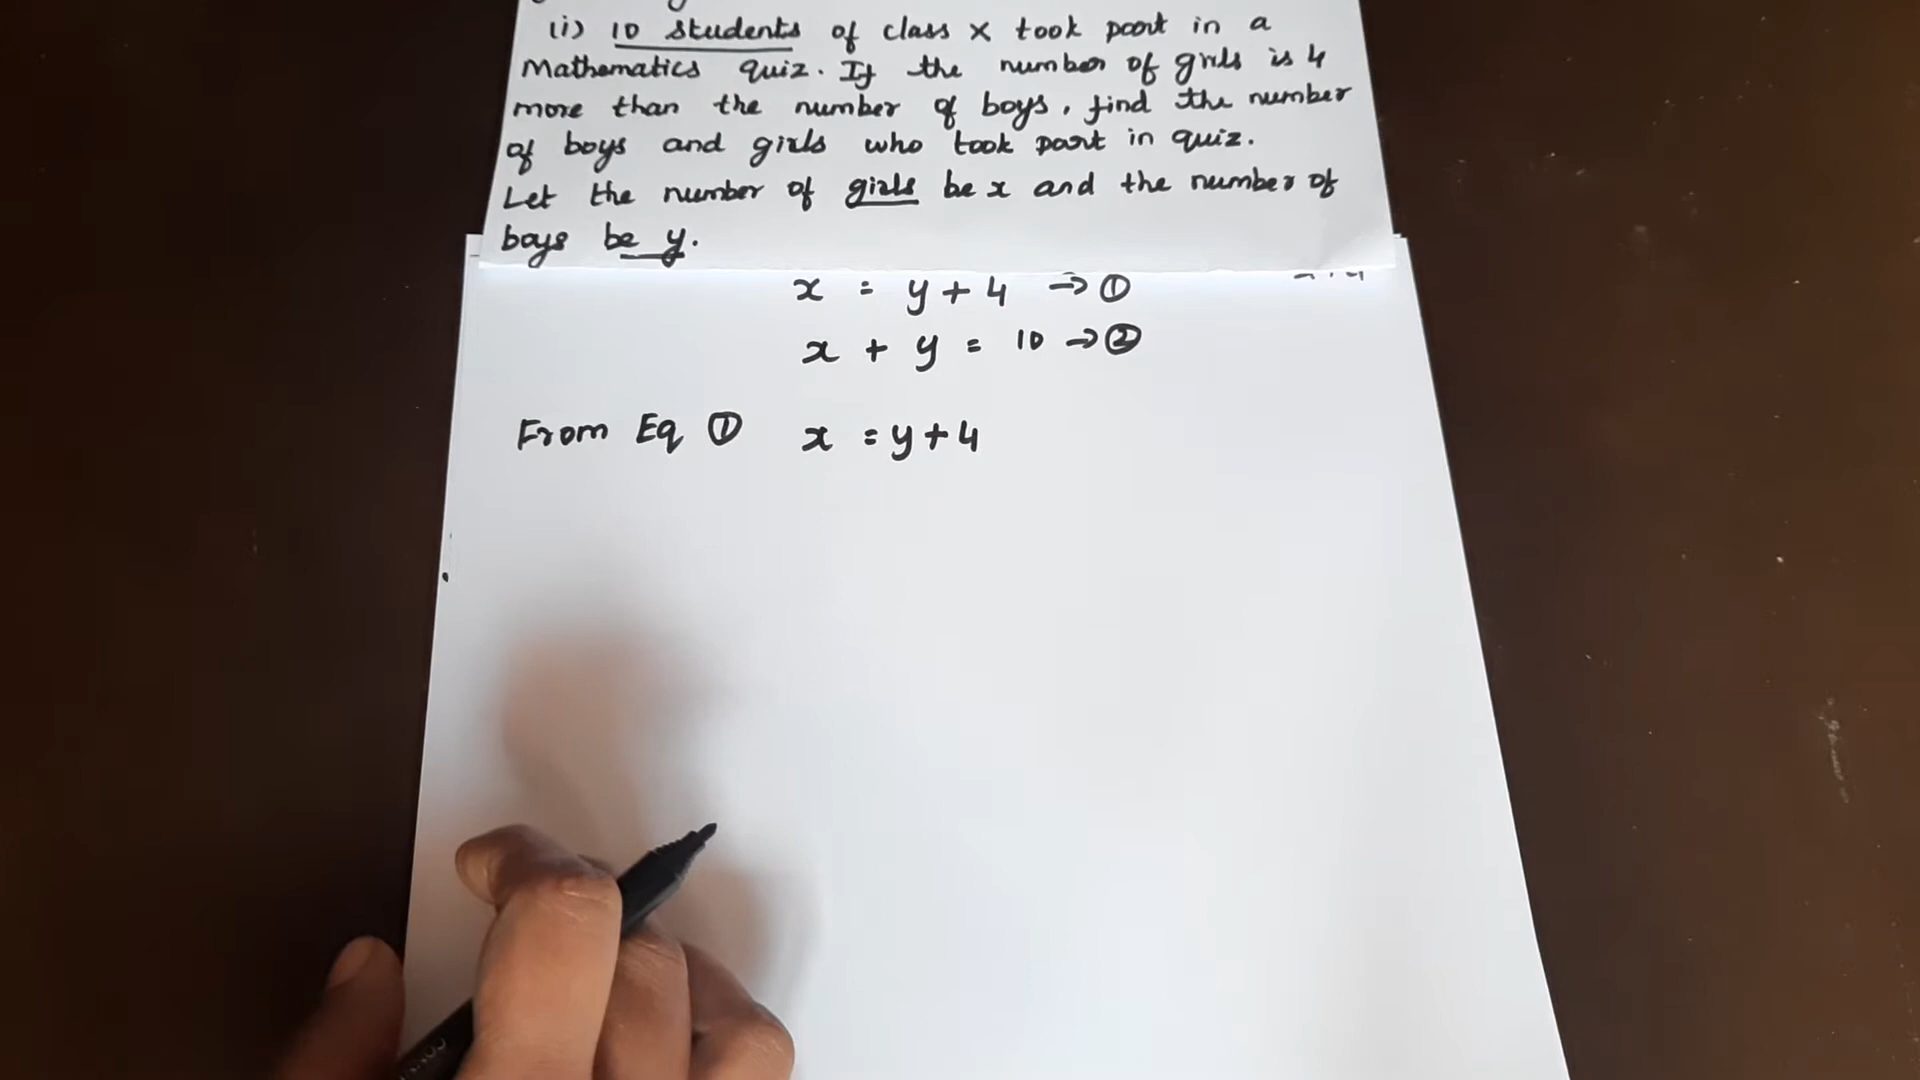 (i) 10 students of class X took part in a
Mathematics quiz. If the number of girls is 4
more than the number of boys, find the number
of boys and girls who took part in quiz.
Let the number of girls be x and the number of
boys be y.
x = y + 4 → ①
x + y = 10 → ②
From Eq ① x = y + 4